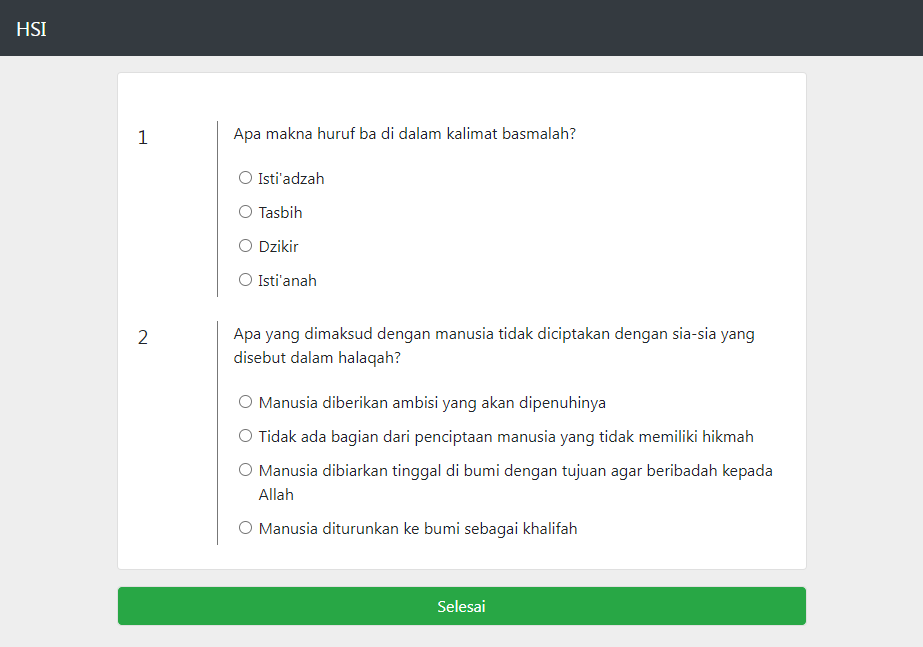 HSI
1
Apa makna huruf ba di dalam kalimat basmalah?
Isti'adzah
Tasbih
Dzikir
Isti'anah
2
Apa yang dimaksud dengan manusia tidak diciptakan dengan sia-sia yang
disebut dalam halaqah?
Manusia diberikan ambisi yang akan dipenuhinya
Tidak ada bagian dari penciptaan manusia yang tidak memiliki hikmah
Manusia dibiarkan tinggal di bumi dengan tujuan agar beribadah kepada
Allah
Manusia diturunkan ke bumi sebagai khalifah
Selesai